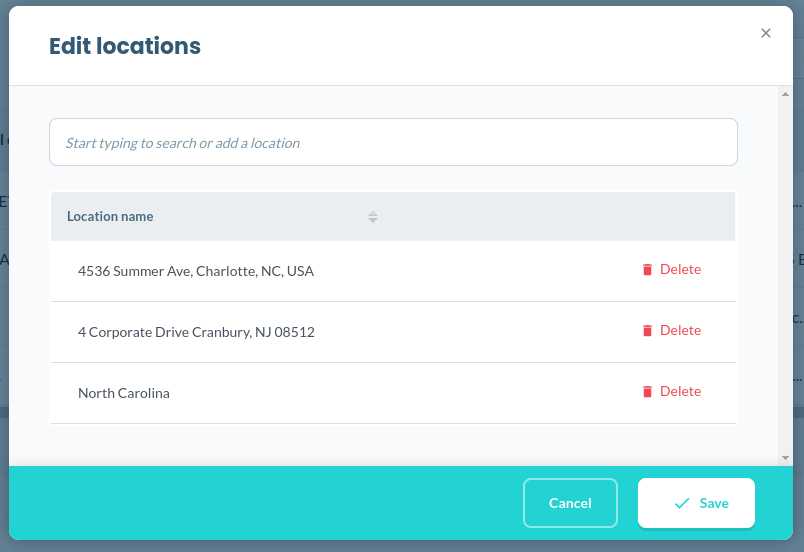 Edit locations
Start typing to search or add a location
Location name
4536 Summer Ave, Charlotte, NC, USA
Delete
4 Corporate Drive Cranbury, NJ 08512
Delete
North Carolina
Delete
Cancel
Save